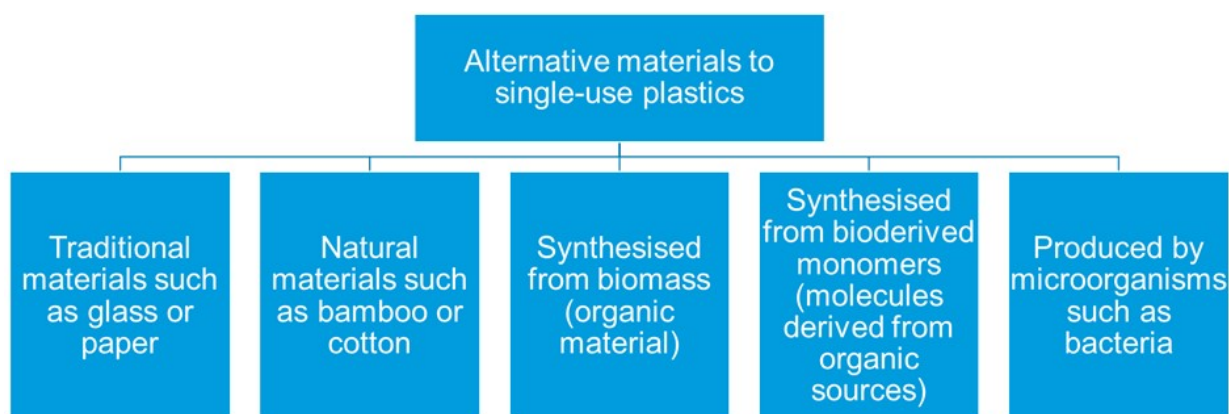 Alternative materials to
single-use plastics
Traditional
materials such
as glass or
paper
Natural
materials such
as bamboo or
cotton
Synthesised
from biomass
(organic
material)
Synthesised
from bioderived
monomers
(molecules
derived from
organic
sources)
Produced by
microorganisms
such as
bacteria